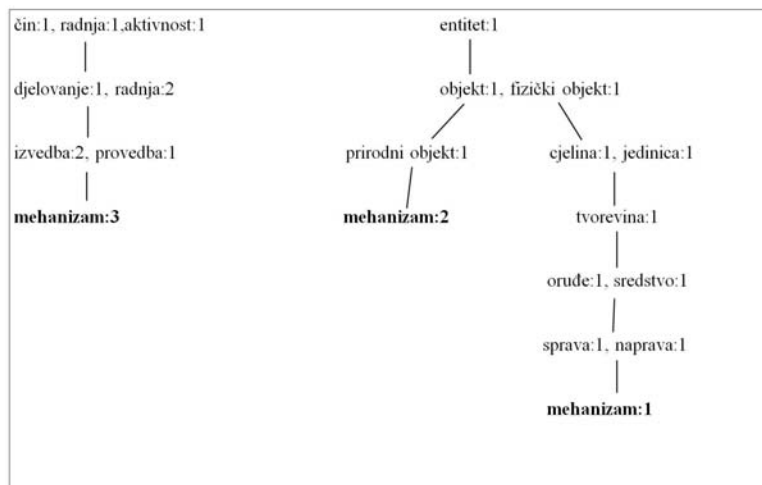 čin:1, radnja:1,aktivnost:1
entitet:1
djelovanje:1, radnja:2
objekt:1, fizički objekt:1
izvedba:2, provedba:1
prirodni objekt:1
cjelina:1, jedinica:1
mehanizam:3
mehanizam:2
tvorevina:1
oruđe:1, sredstvo:1
sprava:1, naprava:1
mehanizam:1